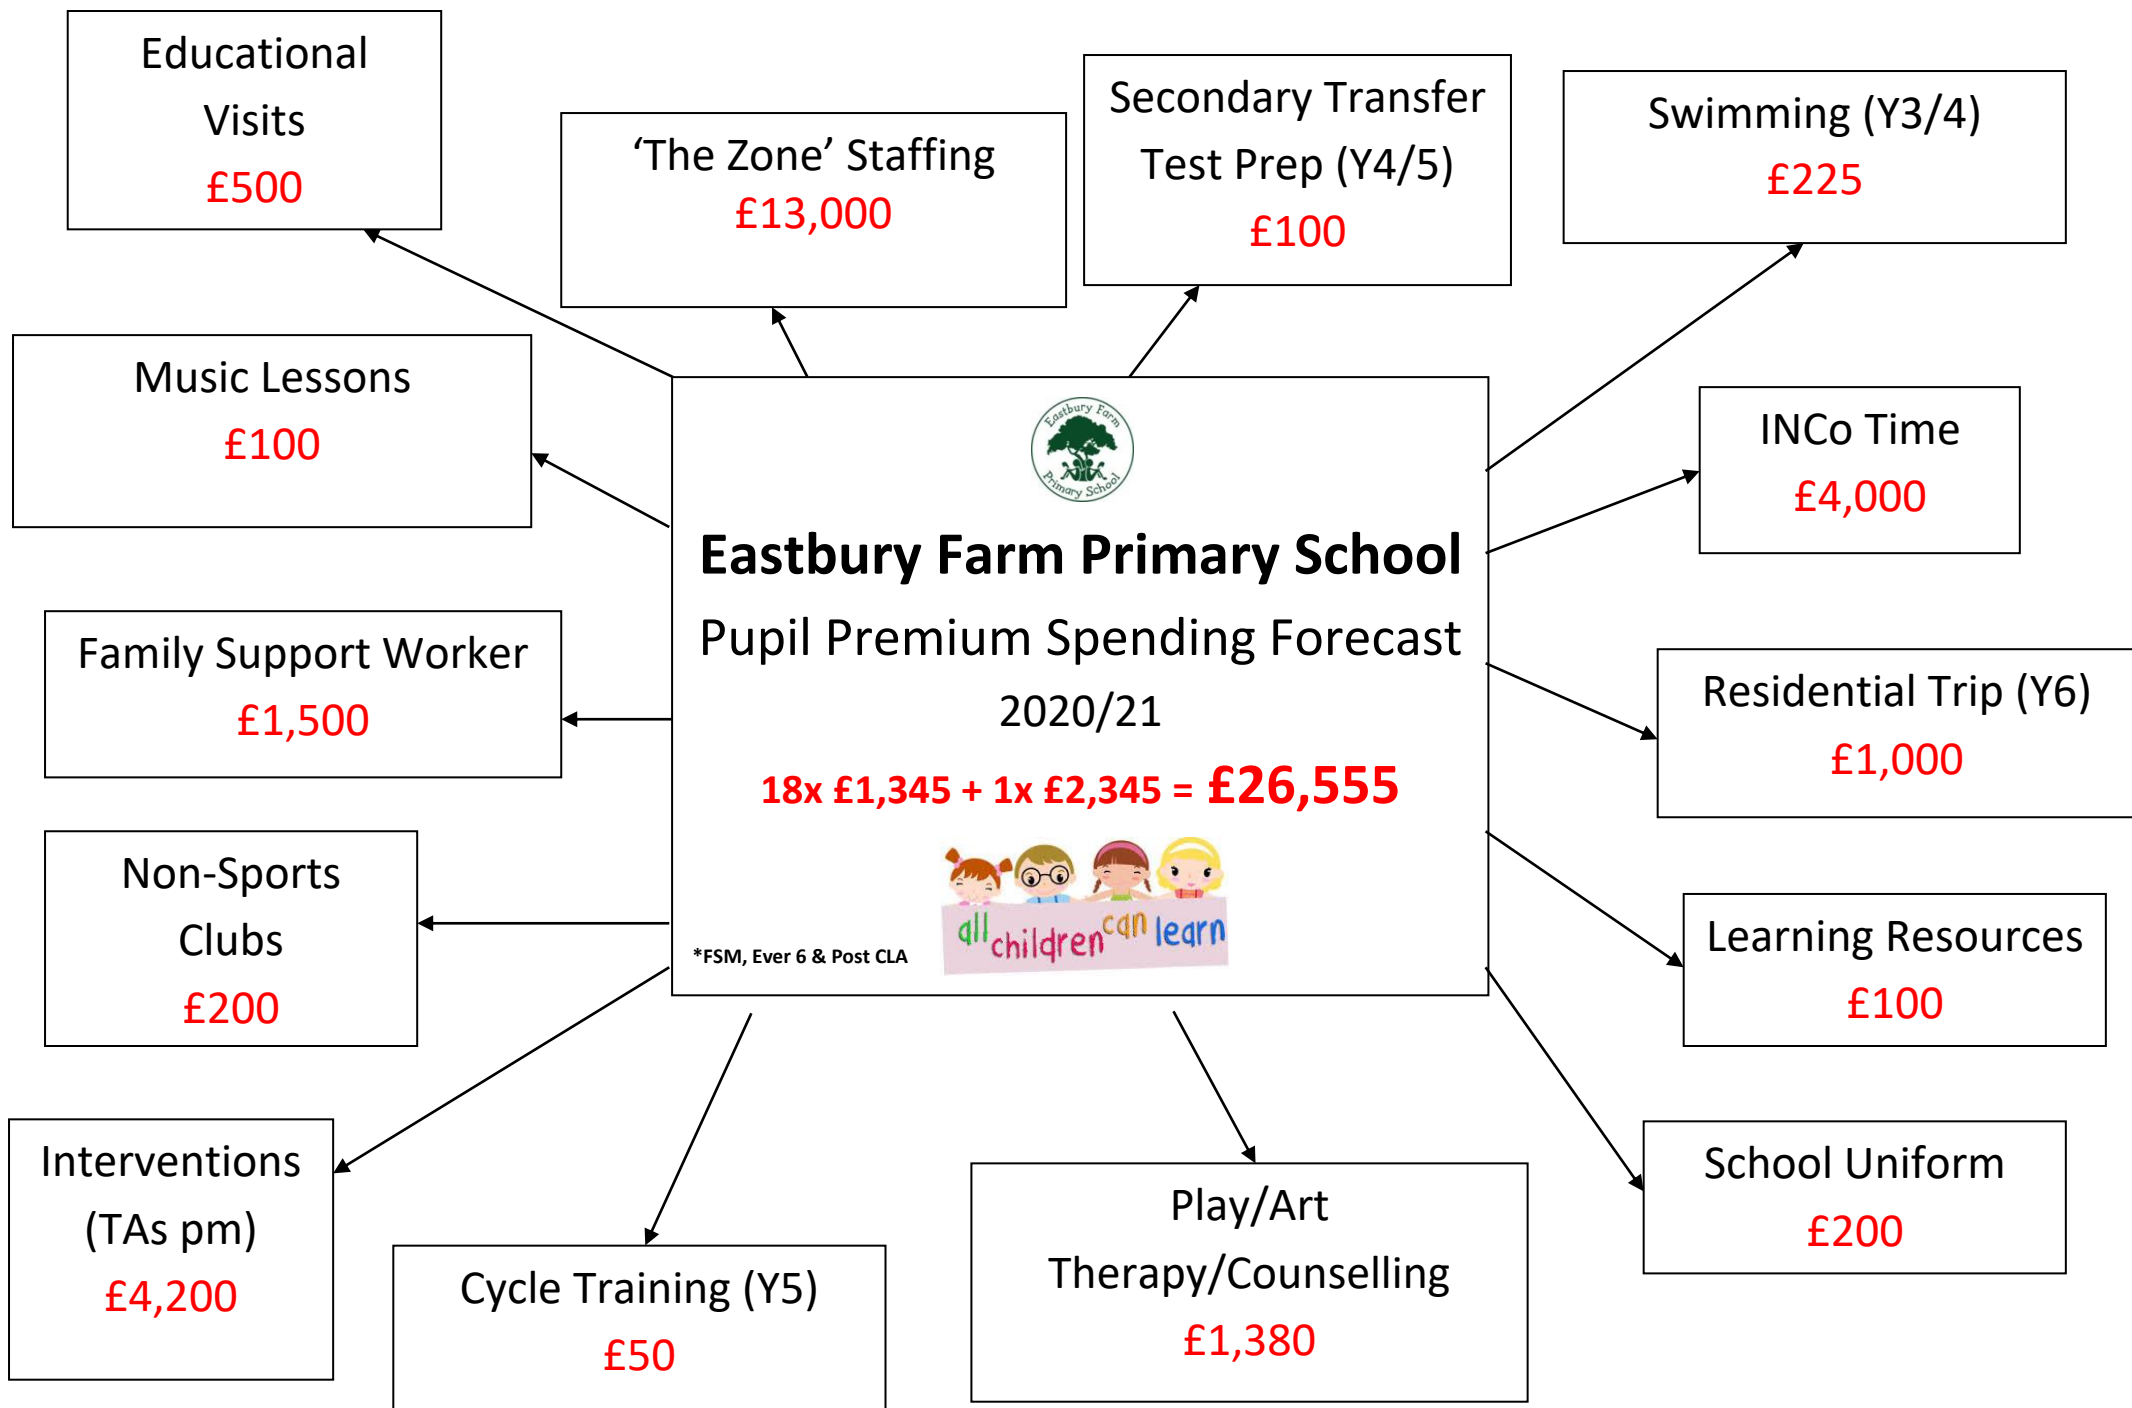 Educational
Visits
£500
‘The Zone’ Staffing
£13,000
Secondary Transfer
Test Prep (Y4/5)
£100
Swimming (Y3/4)
£225
Music Lessons
£100
INCo Time
£4,000
Eastbury Farm
Primary School
Eastbury Farm Primary School
Pupil Premium Spending Forecast
2020/21
18x £1,345 + 1x £2,345 = £26,555
all children can learn
*FSM, Ever 6 & Post CLA
Family Support Worker
£1,500
Residential Trip (Y6)
£1,000
Non-Sports
Clubs
£200
Learning Resources
£100
Interventions
(TAs pm)
£4,200
Cycle Training (Y5)
£50
Play/Art
Therapy/Counselling
£1,380
School Uniform
£200